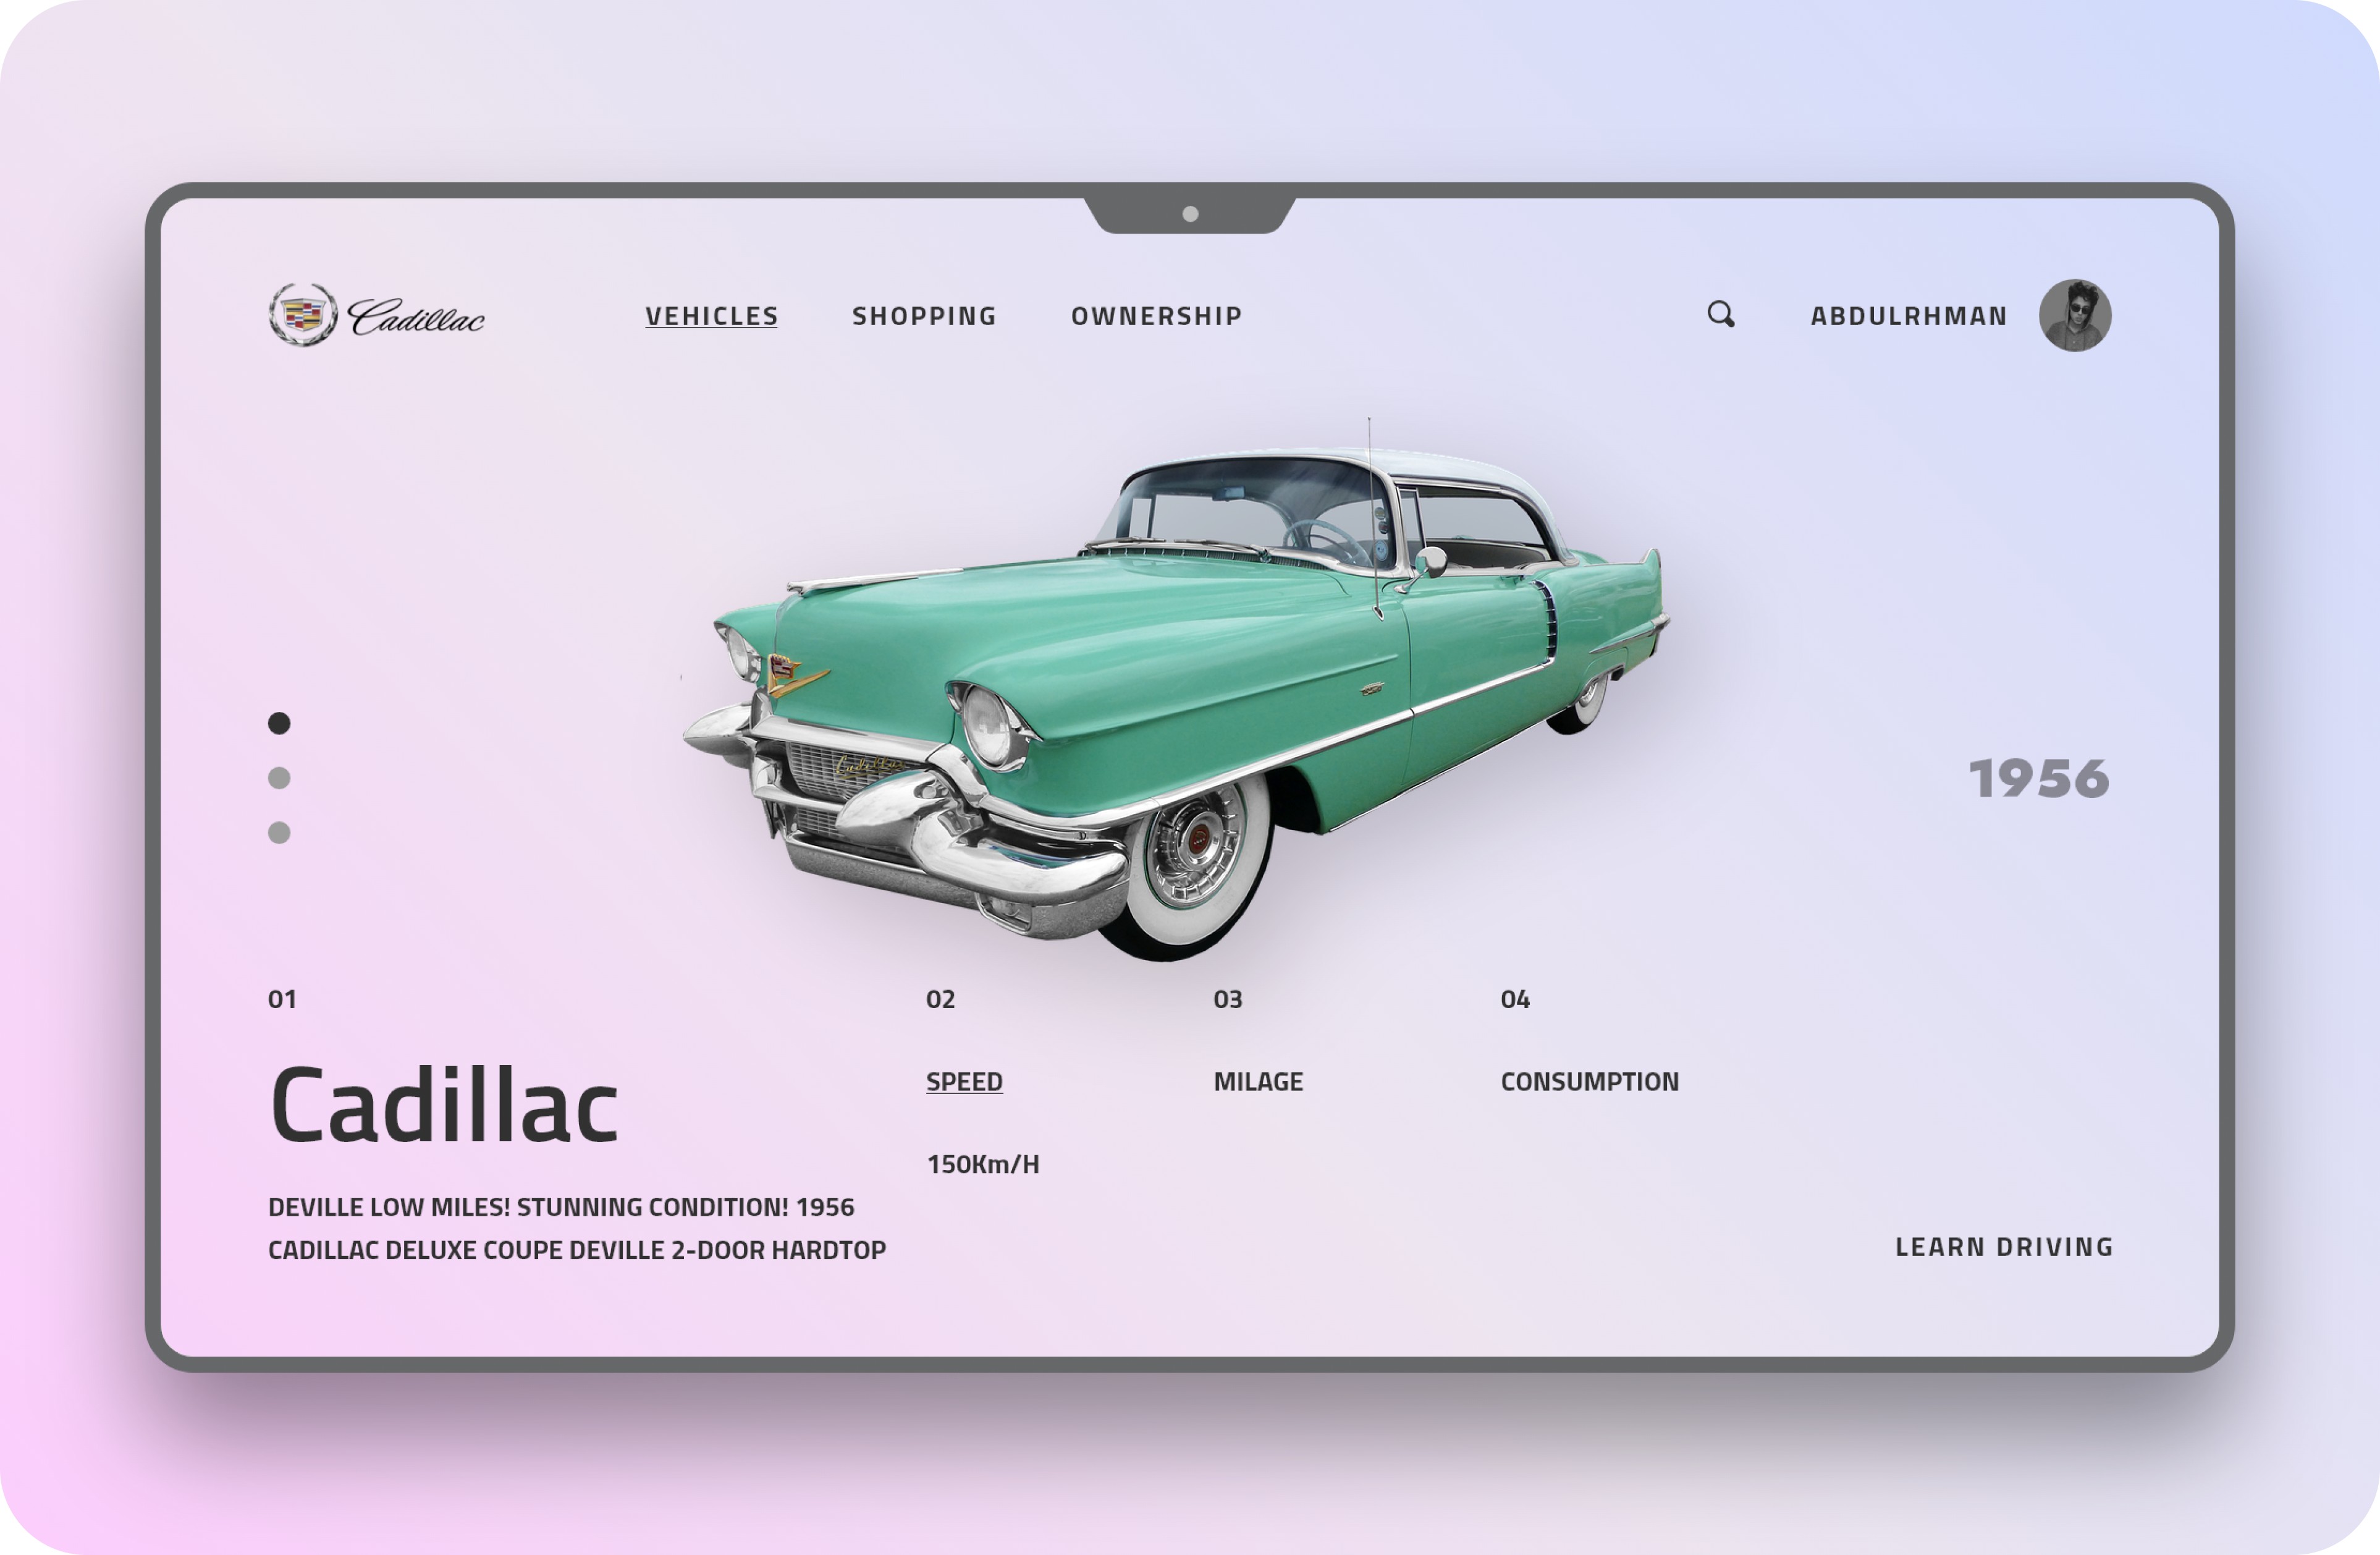 Cadillac
VEHICLES
SHOPPING
OWNERSHIP
ABDULRHMAN
Cadillac
1956
01
Cadillac
DEVILLE LOW MILES! STUNNING CONDITION! 1956
CADILLAC DELUXE COUPE DEVILLE 2-DOOR HARDTOP
02
SPEED
150Km/H
03
MILAGE
04
CONSUMPTION
LEARN DRIVING